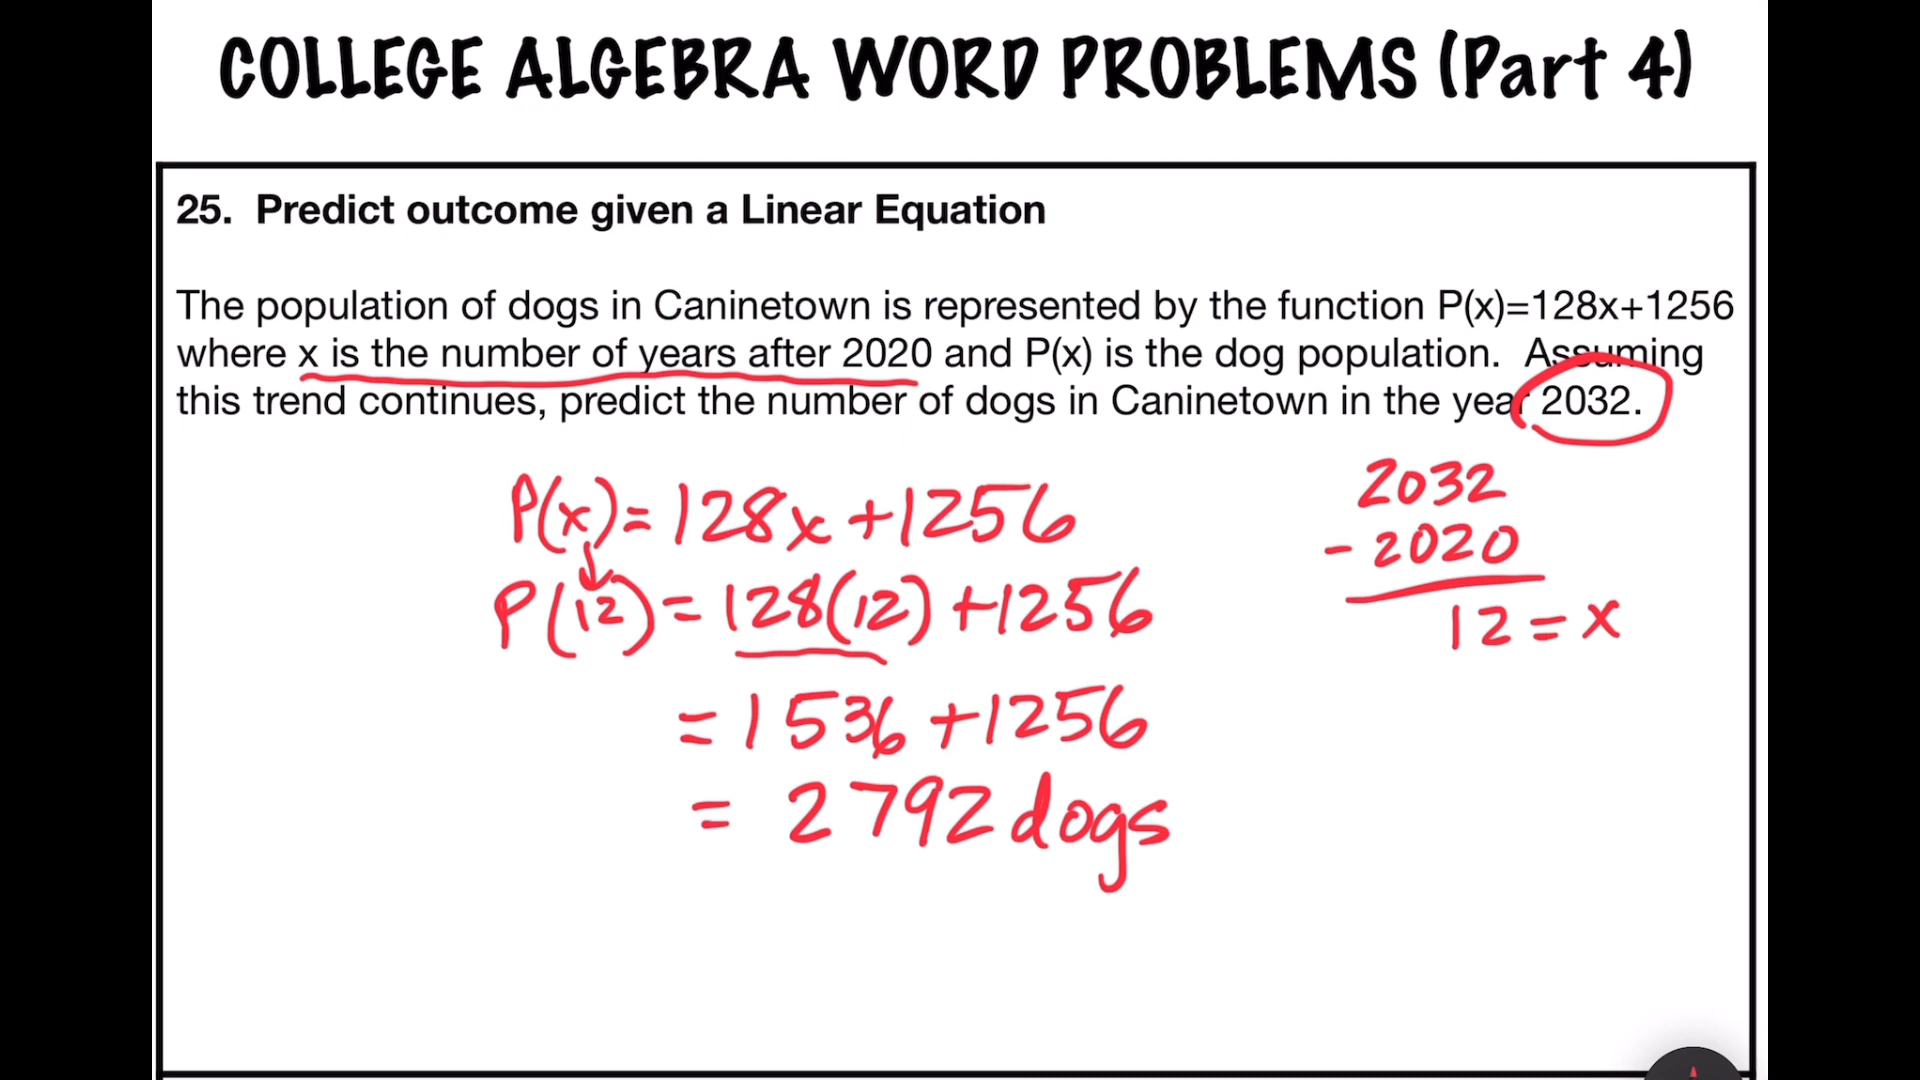 COLLEGE ALGEBRA WORD PROBLEMS (Part 4)
25. Predict outcome given a Linear Equation
The population of dogs in Caninetown is represented by the function P(x)=128x+1256
where x is the number of years after 2020 and P(x) is the dog population. Assuming
this trend continues, predict the number of dogs in Caninetown in the year 2032.
P(x)=128x+1256
P(12)=128(12)+1256
=1536+1256
= 2792 dogs
2032
- 2020
12=x